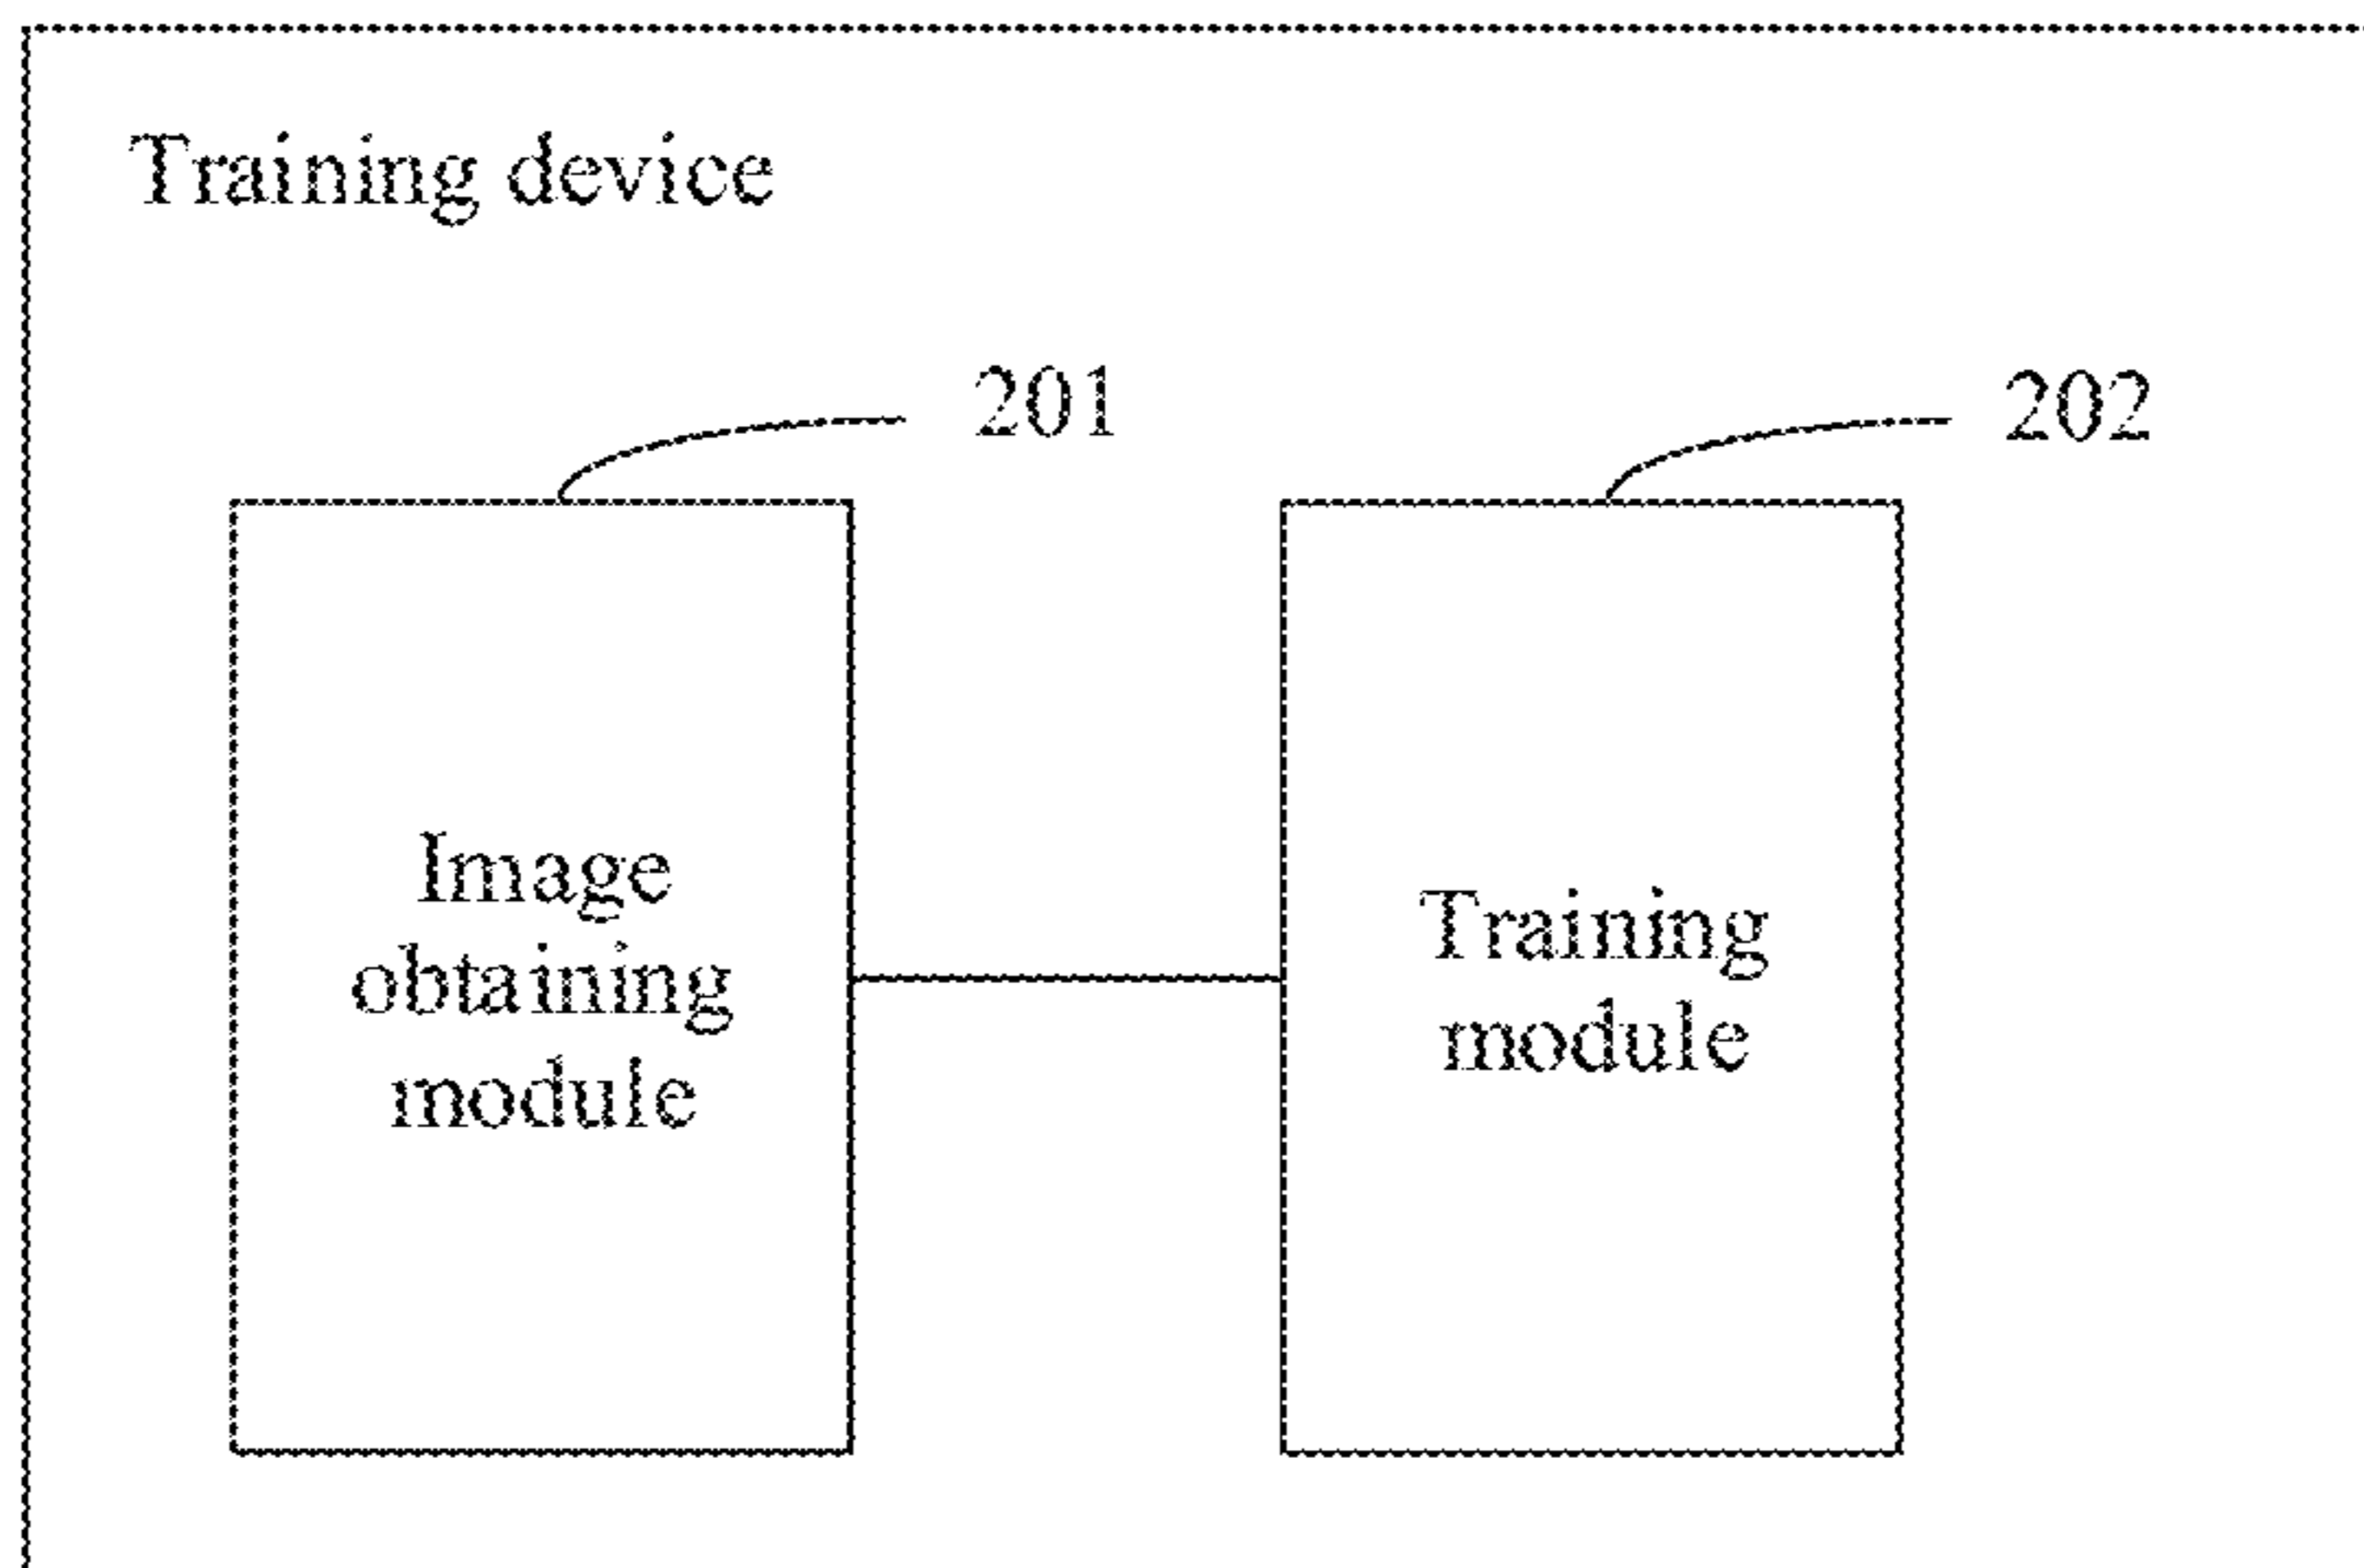 Training device
201
202
Image
obtaining
module
Training
module